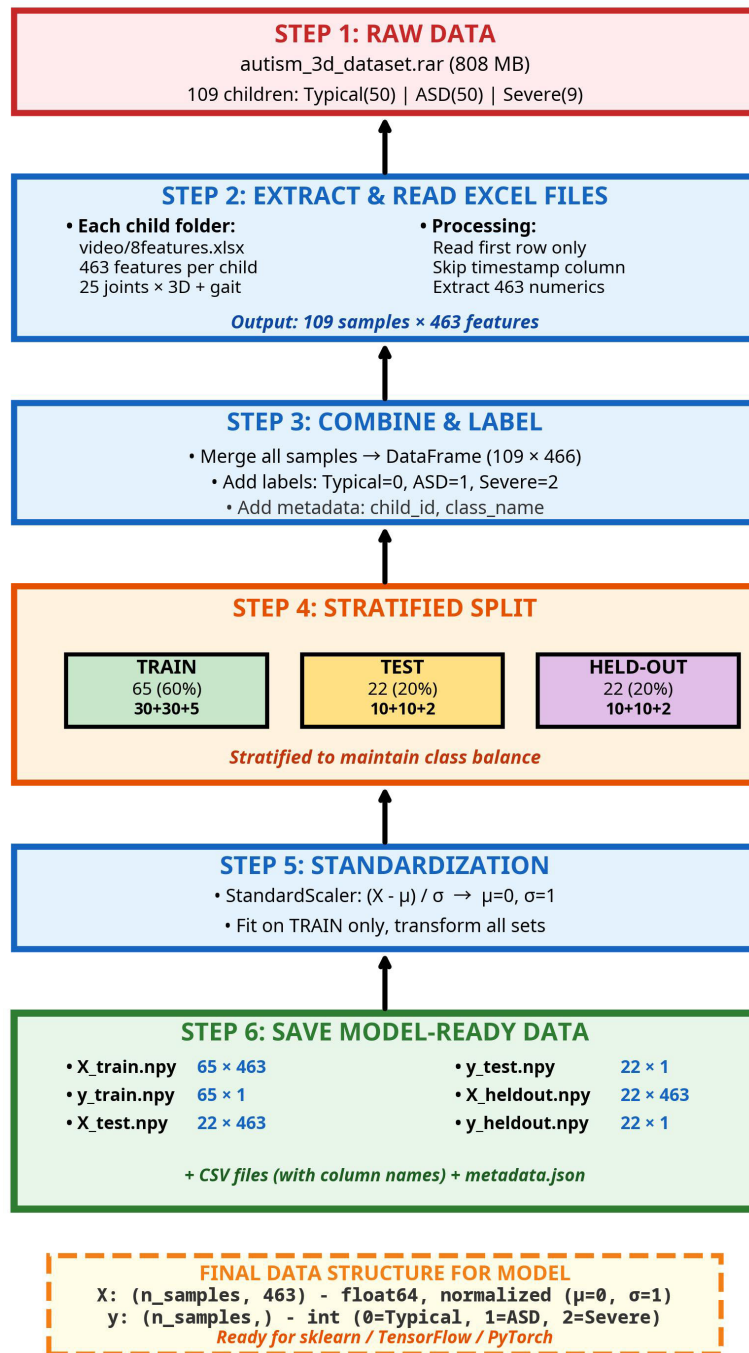 STEP 1: RAW DATA
autism_3d_dataset.rar (808 MB)
109 children: Typical(50) | ASD(50) | Severe(9)
STEP 2: EXTRACT & READ EXCEL FILES
• Each child folder:
video/8features.xlsx
463 features per child
25 joints × 3D + gait
• Processing:
Read first row only
Skip timestamp column
Extract 463 numerics
Output: 109 samples × 463 features
STEP 3: COMBINE & LABEL
• Merge all samples → DataFrame (109 × 466)
• Add labels: Typical=0, ASD=1, Severe=2
• Add metadata: child_id, class_name
STEP 4: STRATIFIED SPLIT
TRAIN
65 (60%)
30+30+5
TEST
22 (20%)
10+10+2
HELD-OUT
22 (20%)
10+10+2
Stratified to maintain class balance
STEP 5: STANDARDIZATION
• StandardScaler: (X - μ) / σ → μ=0, σ=1
• Fit on TRAIN only, transform all sets
STEP 6: SAVE MODEL-READY DATA
• X_train.npy 65 × 463
• y_train.npy 65 × 1
• X_test.npy 22 × 463
• y_test.npy 22 × 1
• X_heldout.npy 22 × 463
• y_heldout.npy 22 × 1
+ CSV files (with column names) + metadata.json
FINAL DATA STRUCTURE FOR MODEL
X: (n_samples, 463) - float64, normalized (μ=0, σ=1)
y: (n_samples,) - int (0=Typical, 1=ASD, 2=Severe)
Ready for sklearn / TensorFlow / PyTorch